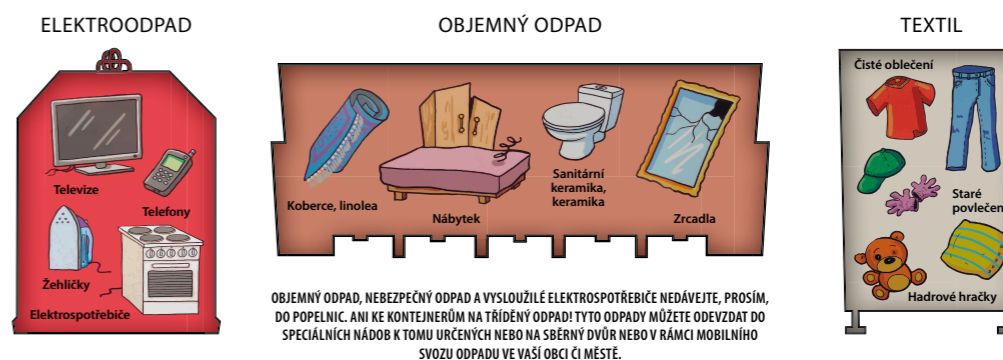 ELEKTROODPAD
Televize
Telefony
Žehličky
Elektrospotřebiče
OBJEMNÝ ODPAD
Koberce, linolea
Nábytek
Sanitární
keramika,
keramika
Zrcadla
OBJEMNÝ ODPAD, NEBEZPEČNÝ ODPAD A VYSLOUŽILÉ ELEKTROSPOTŘEBIČE NEDÁVEJTE, PROSÍM,
DO POPELNIC. ANI KE KONTEJNERŮM NA TŘÍDĚNÝ ODPAD! TYTO ODPADY MŮŽETE ODEVZDAT DO
SPECIÁLNÍCH NÁDOB K TOMU URČENÝCH NEBO NA SBĚRNÝ DVŮR NEBO V RÁMCI MOBILNÍHO
SVOZU ODPADU VE VAŠÍ OBCI ČI MĚSTĚ.
TEXTIL
Čisté oblečení
Staré
povlečen
Hadrové hračky